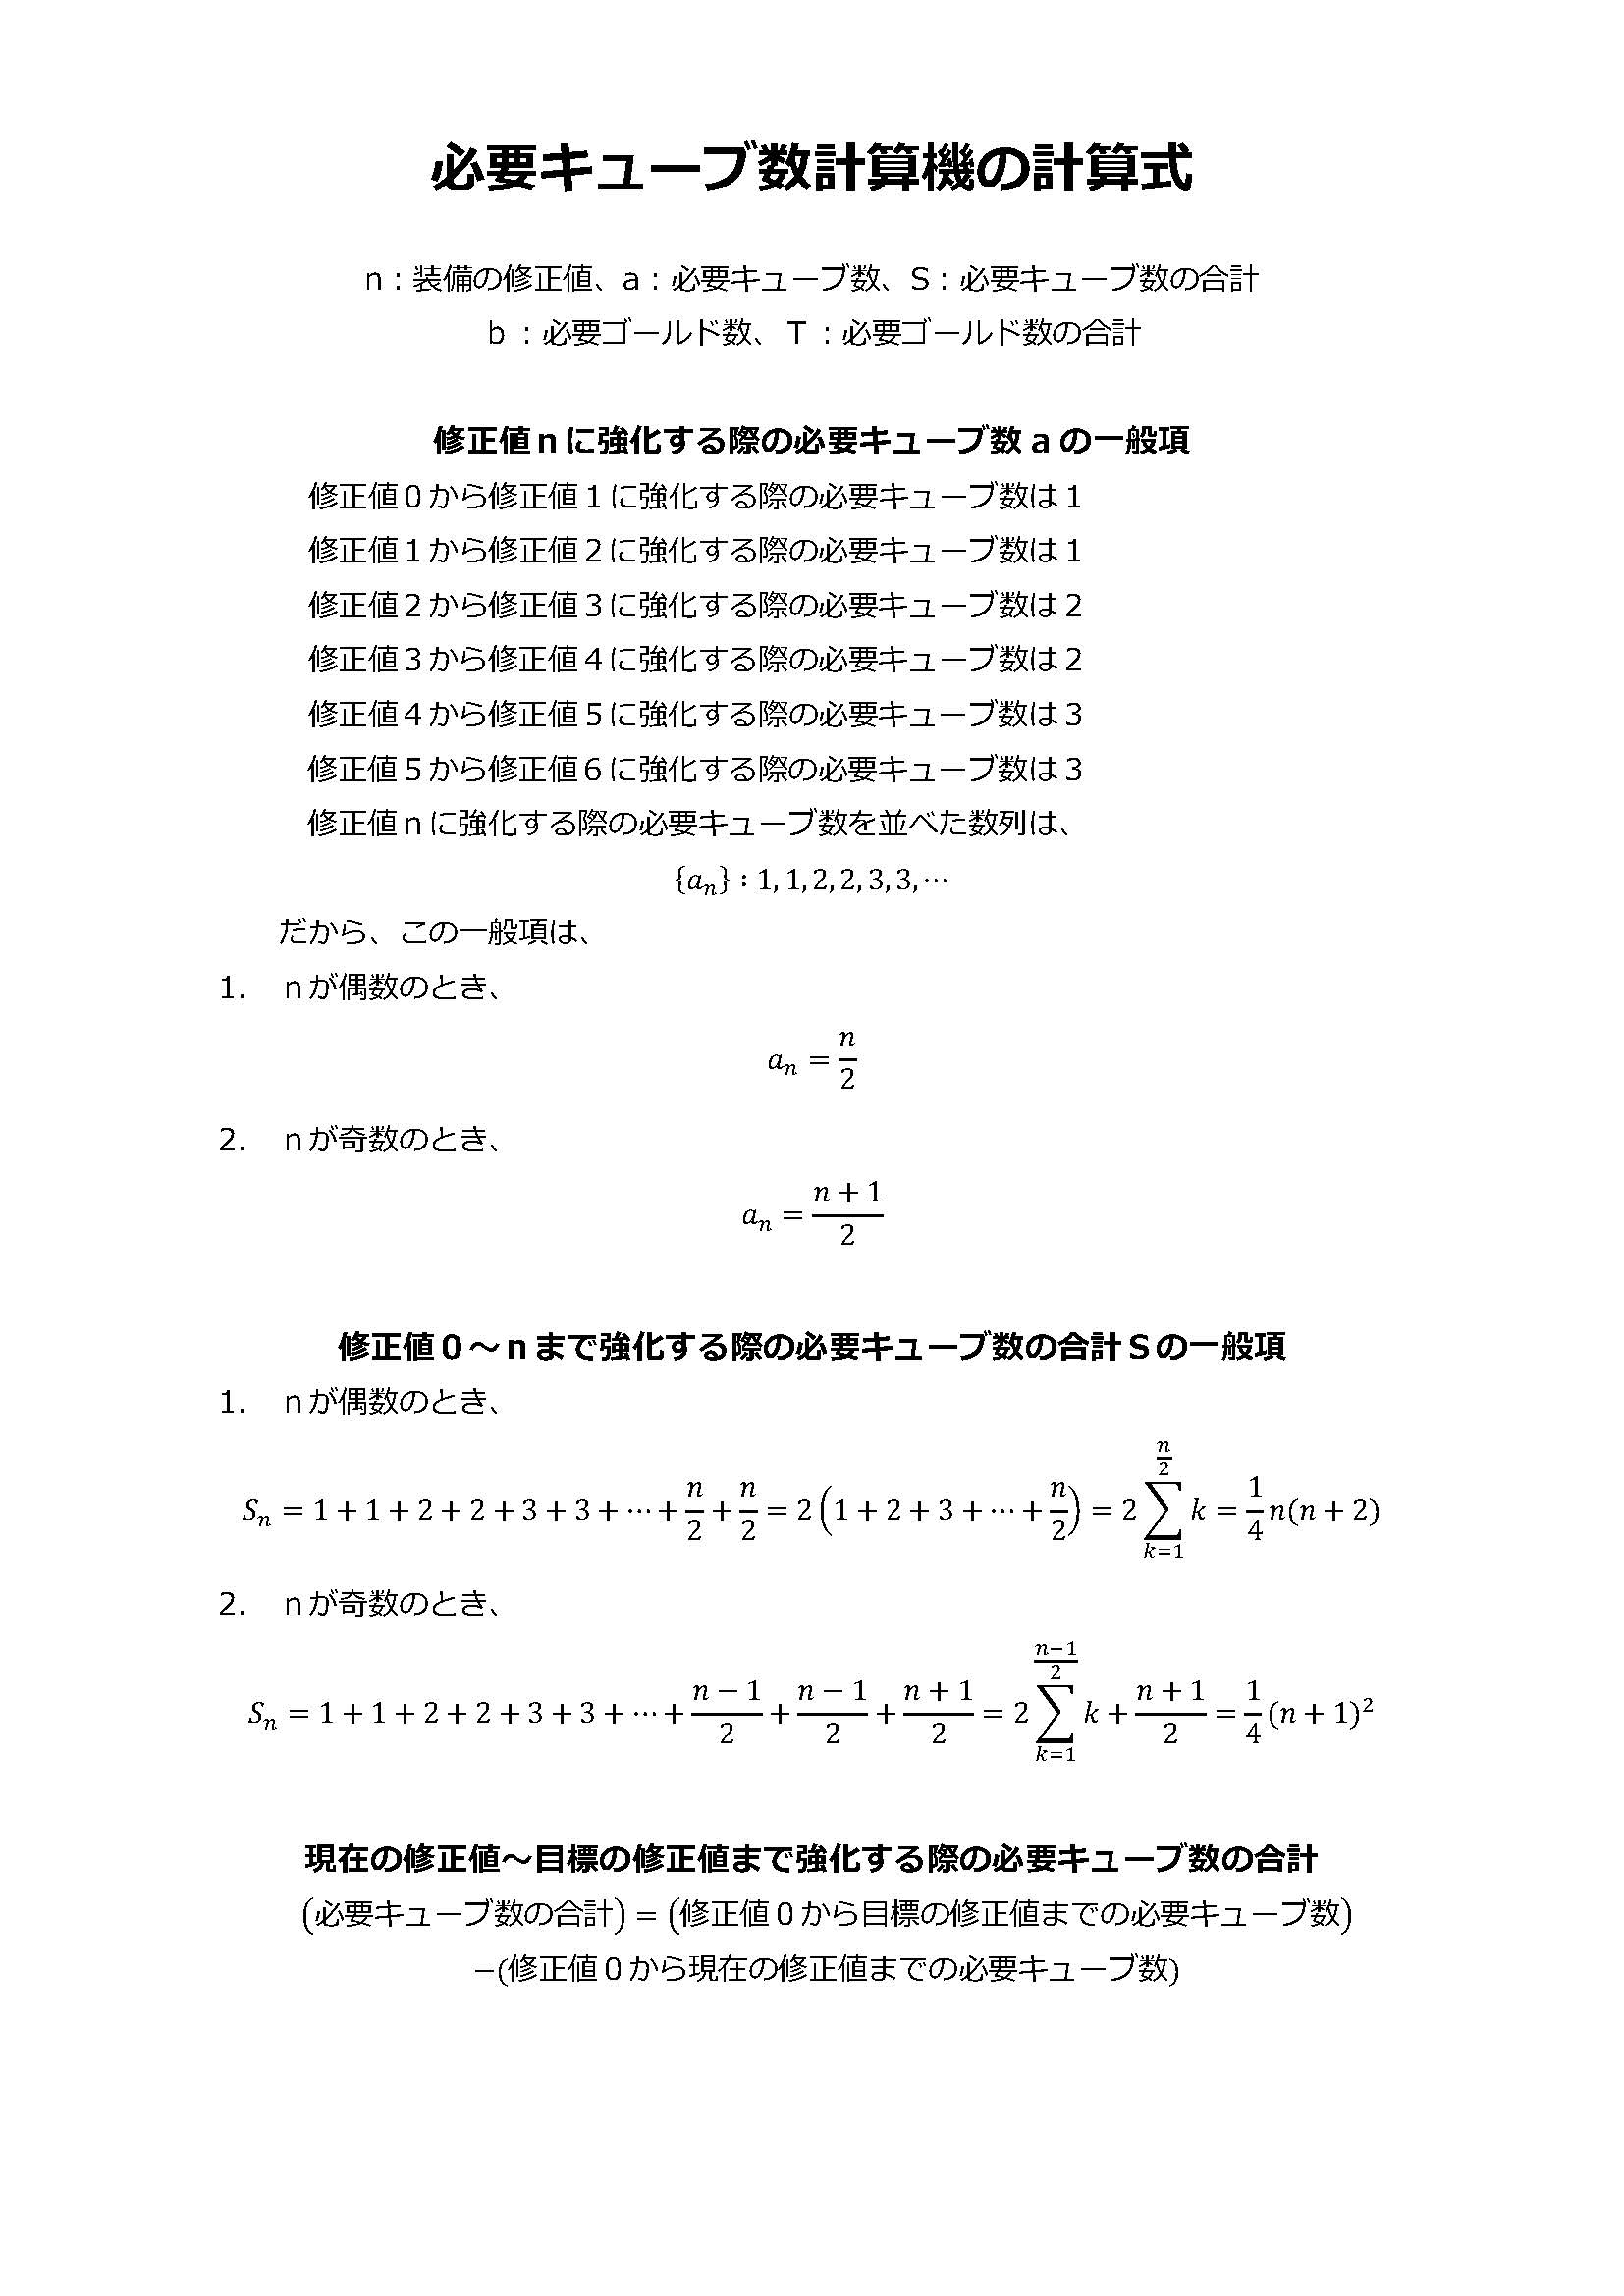 必要キューブ数計算機の計算式
n：装備の修正値、a：必要キューブ数、S：必要キューブ数の合計
b：必要ゴールド数、T：必要ゴールド数の合計
修正値nに強化する際の必要キューブ数aの一般項
修正値0から修正値1に強化する際の必要キューブ数は1
修正値1から修正値2に強化する際の必要キューブ数は1
修正値2から修正値3に強化する際の必要キューブ数は2
修正値3から修正値4に強化する際の必要キューブ数は2
修正値4から修正値5に強化する際の必要キューブ数は3
修正値5から修正値6に強化する際の必要キューブ数は3
修正値nに強化する際の必要キューブ数を並べた数列は、
{a_n} : 1, 1, 2, 2, 3, 3, ⋯
だから、この一般項は、
1. nが偶数のとき、
a_n = n/2
2. nが奇数のとき、
a_n = (n + 1)/2
修正値0～nまで強化する際の必要キューブ数の合計Sの一般項
1. nが偶数のとき、
S_n = 1 + 1 + 2 + 2 + 3 + 3 + ⋯ + n/2 + n/2 = 2(1 + 2 + 3 + ⋯ + n/2) = 2 ∑_{k=1}^{n/2} k = 1/4 n(n + 2)
2. nが奇数のとき、
S_n = 1 + 1 + 2 + 2 + 3 + 3 + ⋯ + (n − 1)/2 + (n − 1)/2 + (n + 1)/2 = 2 ∑_{k=1}^{(n−1)/2} k + (n + 1)/2 = 1/4 (n + 1)²
現在の修正値～目標の修正値まで強化する際の必要キューブ数の合計
(必要キューブ数の合計) = (修正値0から目標の修正値までの必要キューブ数)
−(修正値0から現在の修正値までの必要キューブ数)